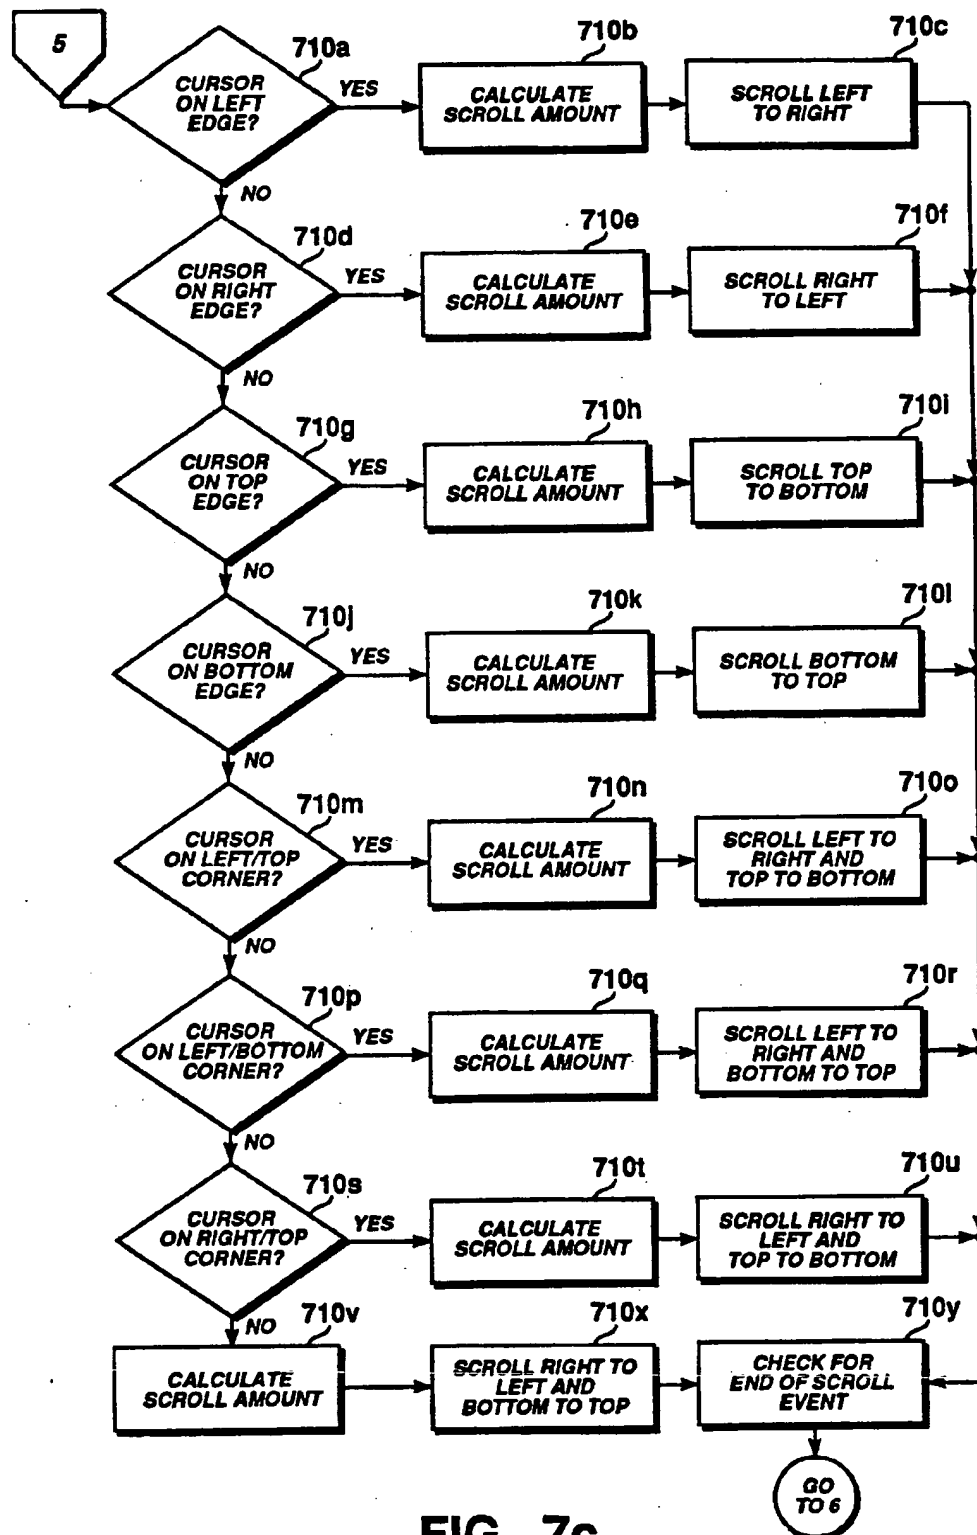 5
710a
CURSOR
ON LEFT
EDGE?
YES
710b
CALCULATE
SCROLL AMOUNT
710c
SCROLL LEFT
TO RIGHT
NO
710d
CURSOR
ON RIGHT
EDGE?
YES
710e
CALCULATE
SCROLL AMOUNT
710f
SCROLL RIGHT
TO LEFT
NO
710g
CURSOR
ON TOP
EDGE?
YES
710h
CALCULATE
SCROLL AMOUNT
710i
SCROLL TOP
TO BOTTOM
NO
710j
CURSOR
ON BOTTOM
EDGE?
YES
710k
CALCULATE
SCROLL AMOUNT
710l
SCROLL BOTTOM
TO TOP
NO
710m
CURSOR
ON LEFT/TOP
CORNER?
YES
710n
CALCULATE
SCROLL AMOUNT
710o
SCROLL LEFT TO
RIGHT AND
TOP TO BOTTOM
NO
710p
CURSOR
ON LEFT/BOTTOM
CORNER?
YES
710q
CALCULATE
SCROLL AMOUNT
710r
SCROLL LEFT TO
RIGHT AND
BOTTOM TO TOP
NO
710s
CURSOR
ON RIGHT/TOP
CORNER?
YES
710t
CALCULATE
SCROLL AMOUNT
710u
SCROLL RIGHT TO
LEFT AND
TOP TO BOTTOM
NO
710v
CALCULATE
SCROLL AMOUNT
710x
SCROLL RIGHT TO
LEFT AND
BOTTOM TO TOP
710y
CHECK FOR
END OF SCROLL
EVENT
GO
TO 6
FIG_7c